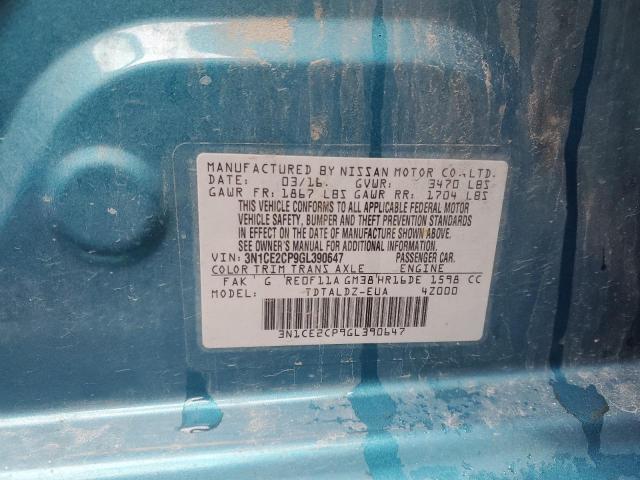 MANUFACTURED BY NISSAN MOTOR CO.,LTD.
DATE: 03/16. GVWR: 3470 LBS
GAWR FR: 1867 LBS GAWR RR: 1704 LBS
THIS VEHICLE CONFORMS TO ALL APPLICABLE FEDERAL MOTOR
VEHICLE SAFETY, BUMPER AND THEFT PREVENTION STANDARDS
IN EFFECT ON THE DATE OF MANUFACTURE SHOWN ABOVE.
SEE OWNER'S MANUAL FOR ADDITIONAL INFORMATION.
VIN: 3N1CE2CP9GL390647 PASSENGER CAR.
COLOR TRIM TRANS AXLE ENGINE
FAK G RE0F11A GM38 HR16DE 1598 CC
MODEL: TDTALDZ-EUA 4Z000
3N1CE2CP9GL390647